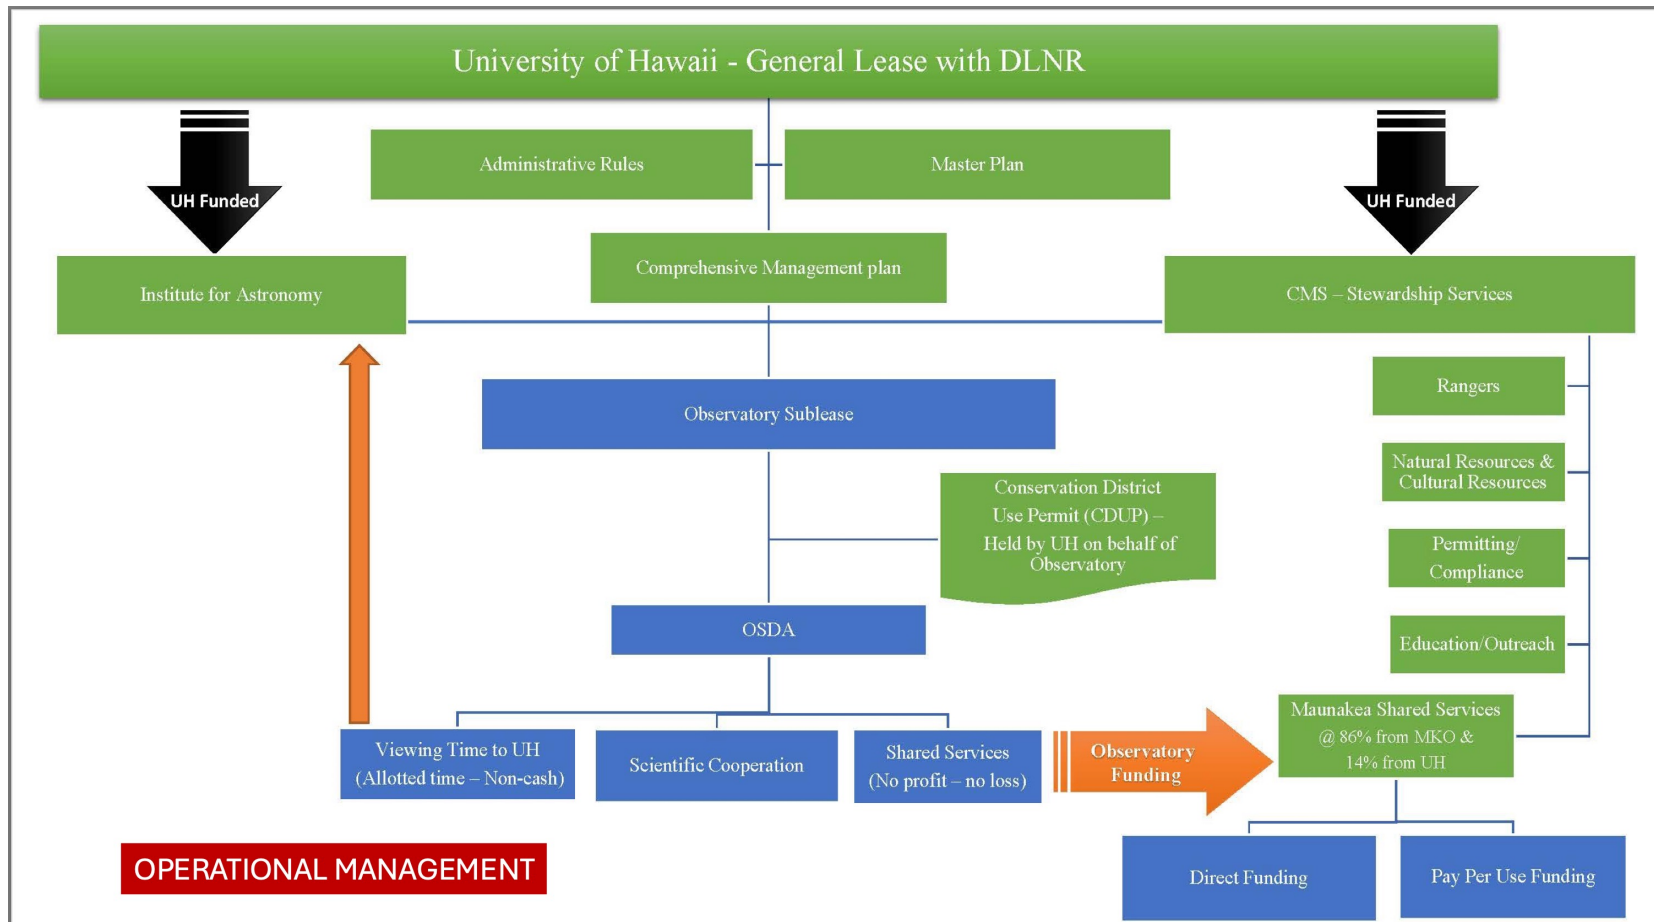 University of Hawaii - General Lease with DLNR
UH Funded
UH Funded
Administrative Rules
Master Plan
Comprehensive Management plan
Institute for Astronomy
CMS – Stewardship Services
Rangers
Observatory Sublease
Natural Resources &
Cultural Resources
Conservation District
Use Permit (CDUP) –
Held by UH on behalf of
Observatory
Permitting/
Compliance
OSDA
Education/Outreach
Viewing Time to UH
(Allotted time – Non-cash)
Scientific Cooperation
Shared Services
(No profit – no loss)
Observatory
Funding
Maunakea Shared Services
@ 86% from MKO &
14% from UH
Direct Funding
Pay Per Use Funding
OPERATIONAL MANAGEMENT